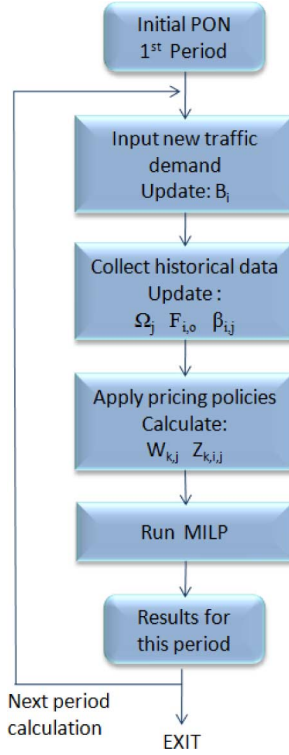 Initial PON
1st Period
Input new traffic
demand
Update: Bi
Collect historical data
Update :
Ωj Fi,o βi,j
Apply pricing policies
Calculate:
Wk,j Zk,i,j
Run MILP
Results for
this period
Next period
calculation
EXIT